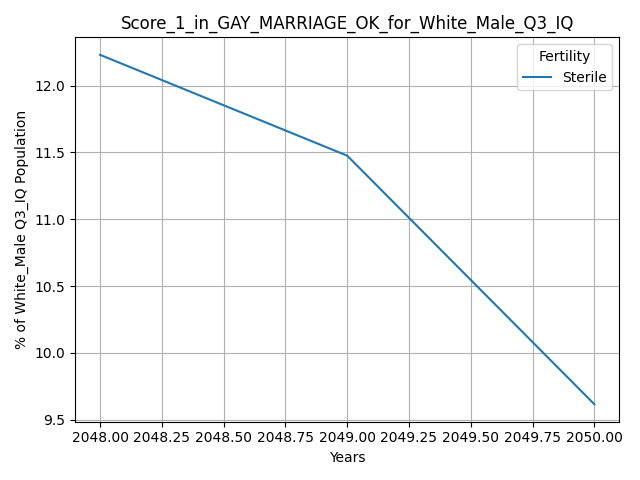 Score_1_in_GAY_MARRIAGE_OK_for_White_Male_Q3_IQ
Fertility
Sterile
% of White_Male Q3_IQ Population
12.0
11.5
11.0
10.5
10.0
9.5
2048.00 2048.25 2048.50 2048.75 2049.00 2049.25 2049.50 2049.75 2050.00
Years